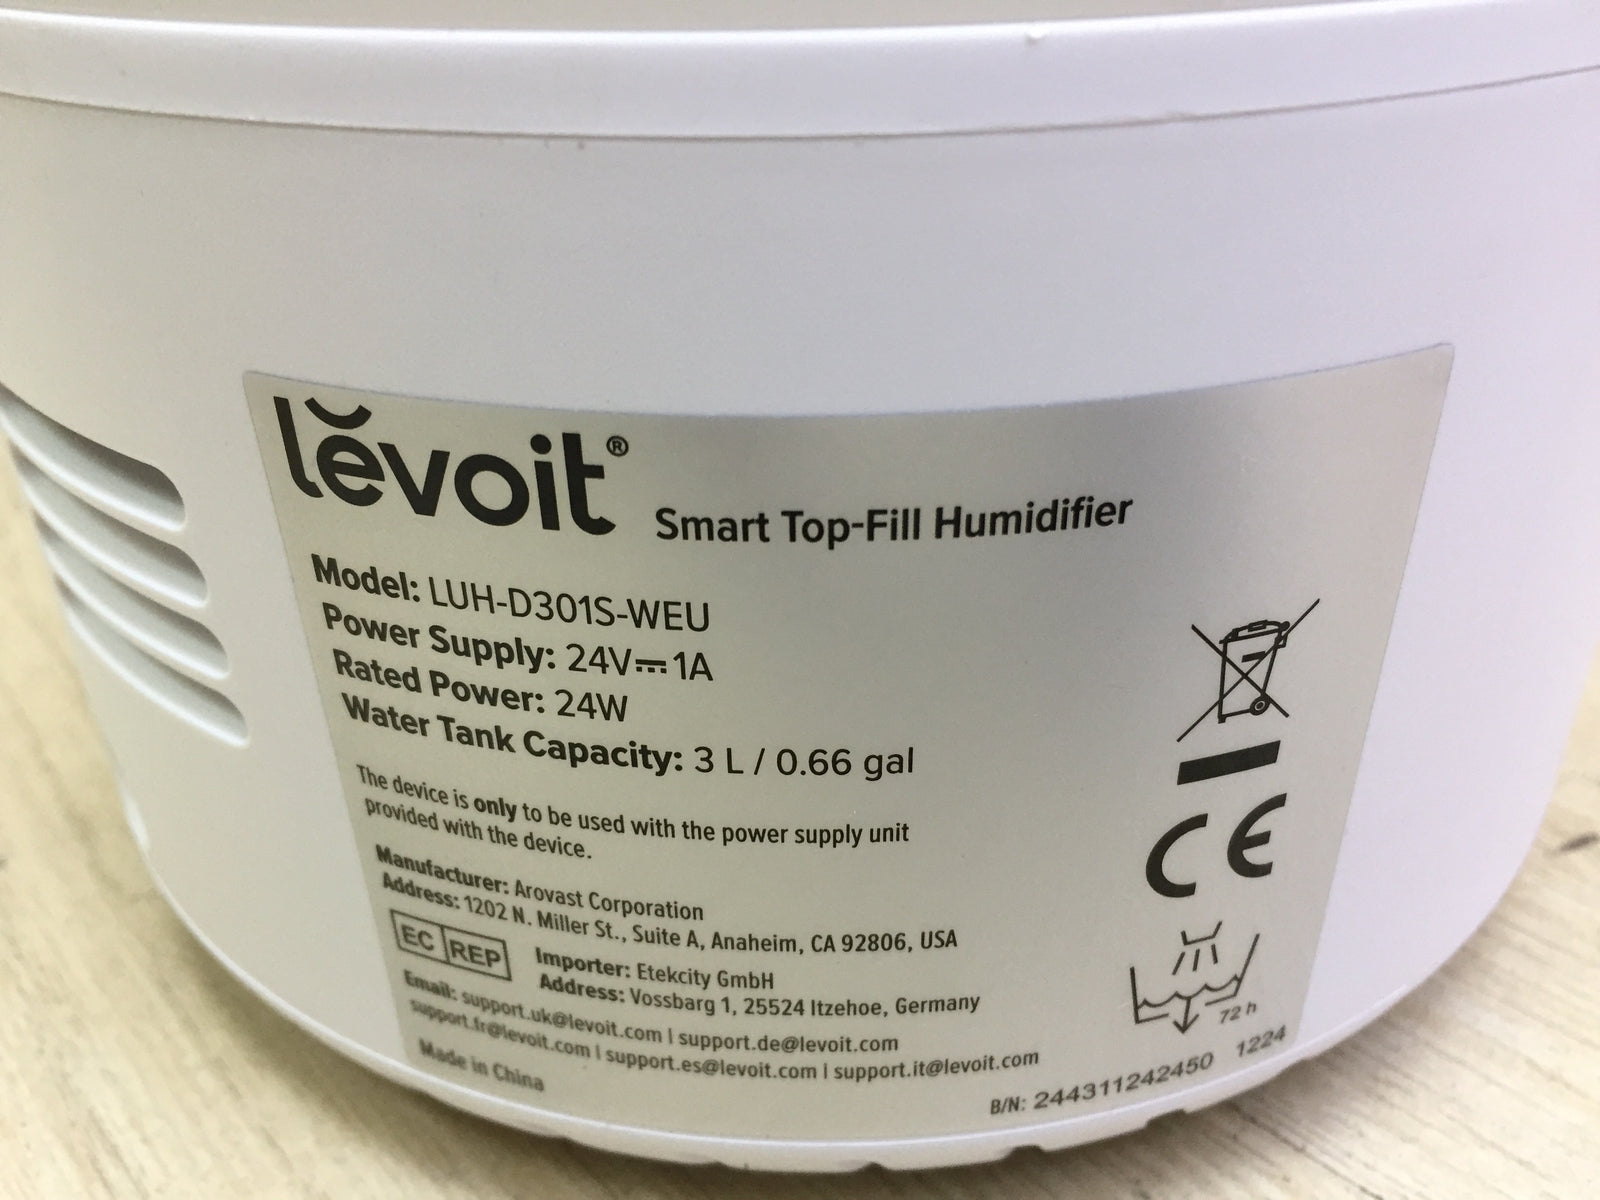 levoit®
Smart Top-Fill Humidifier
Model: LUH-D301S-WEU
Power Supply: 24V⎓1A
Rated Power: 24W
Water Tank Capacity: 3 L / 0.66 gal
The device is only to be used with the power supply unit
provided with the device.
Manufacturer: Arovast Corporation
Address: 1202 N. Miller St., Suite A, Anaheim, CA 92806, USA
EC REP
Importer: Etekcity GmbH
Address: Vossbarg 1, 25524 Itzehoe, Germany
Email: support.uk@levoit.com | support.de@levoit.com
support.fr@levoit.com | support.es@levoit.com | support.it@levoit.com
Made in China
CE
72 h
B/N: 244311242450 1224